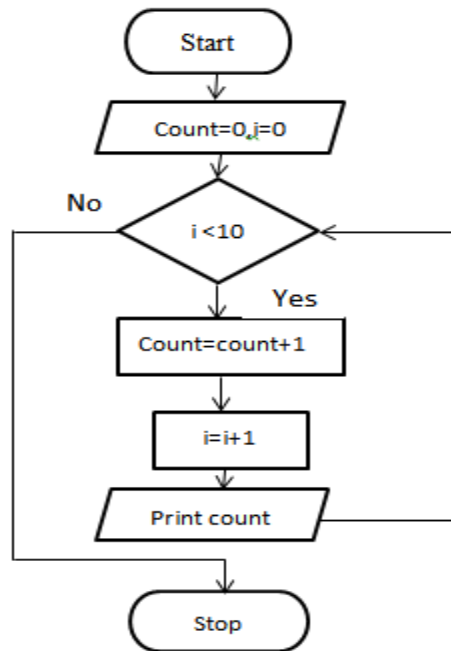 Start
Count=0,i=0
No
i <10
Yes
Count=count+1
i=i+1
Print count
Stop